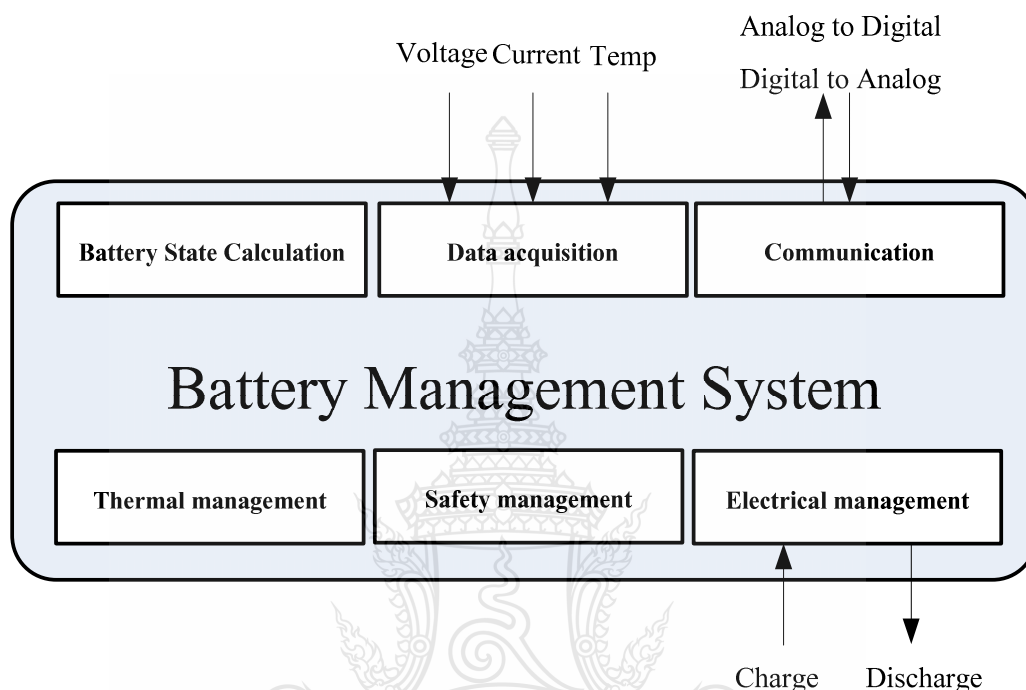 Analog to Digital
Voltage Current Temp
Digital to Analog
Battery State Calculation
Data acquisition
Communication
Battery Management System
Thermal management
Safety management
Electrical management
Charge
Discharge